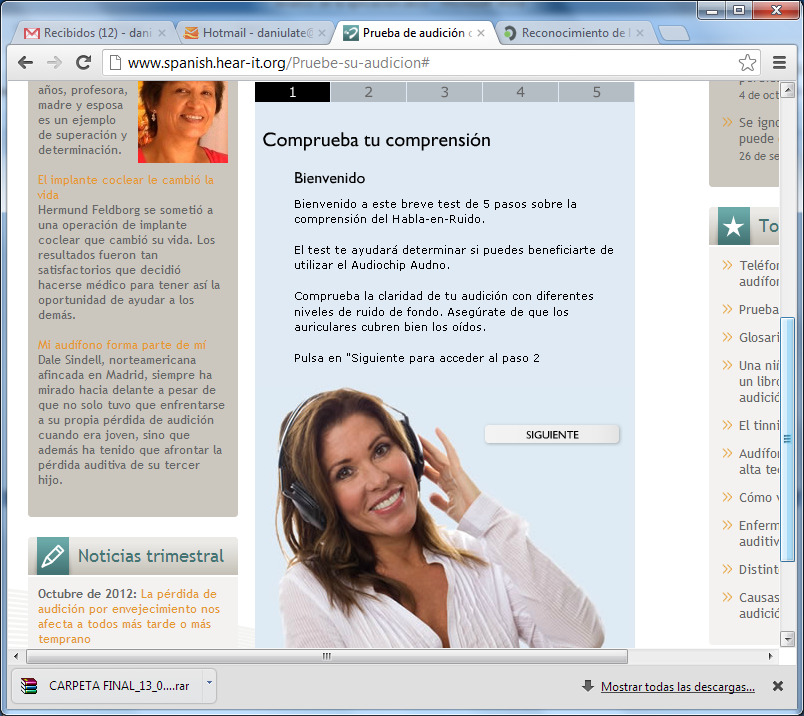 Recibidos (12) - dani
Hotmail - daniulate@
Prueba de audición
Reconocimiento de
www.spanish.hear-it.org/Pruebe-su-audicion#
años, profesora,
madre y esposa
es un ejemplo
de superación y
determinación.
El implante coclear le cambió la
vida
Hermund Feldborg se sometió a
una operación de implante
coclear que cambió su vida. Los
resultados fueron tan
satisfactorios que decidió
hacerse médico para tener así la
oportunidad de ayudar a los
demás.
Mi audífono forma parte de mí
Dale Sindell, norteamericana
afincada en Madrid, siempre ha
mirado hacia delante a pesar de
que no solo tuvo que enfrentarse
a su propia pérdida de audición
cuando era joven, sino que
además ha tenido que afrontar la
pérdida auditiva de su tercer
hijo.
Noticias trimestral
Octubre de 2012: La pérdida de
audición por envejecimiento nos
afecta a todos más tarde o más
temprano
1 2 3 4 5
Comprueba tu comprensión
Bienvenido
Bienvenido a este breve test de 5 pasos sobre la
comprensión del Habla-en-Ruido.
El test te ayudará determinar si puedes beneficiarte de
utilizar el Audiochip Audno.
Comprueba la claridad de tu audición con diferentes
niveles de ruido de fondo. Asegúrate de que los
auriculares cubren bien los oídos.
Pulsa en "Siguiente para acceder al paso 2
SIGUIENTE
4 de oct
Se igno
puede
26 de se
To
Teléfor
audífor
Prueba
Glosari
Una niñ
un libro
audició
El tinni
Audífor
alta teo
Cómo v
Enferm
auditiv
Distint
Causas
audició
CARPETA FINAL_13_0....rar
Mostrar todas las descargas...